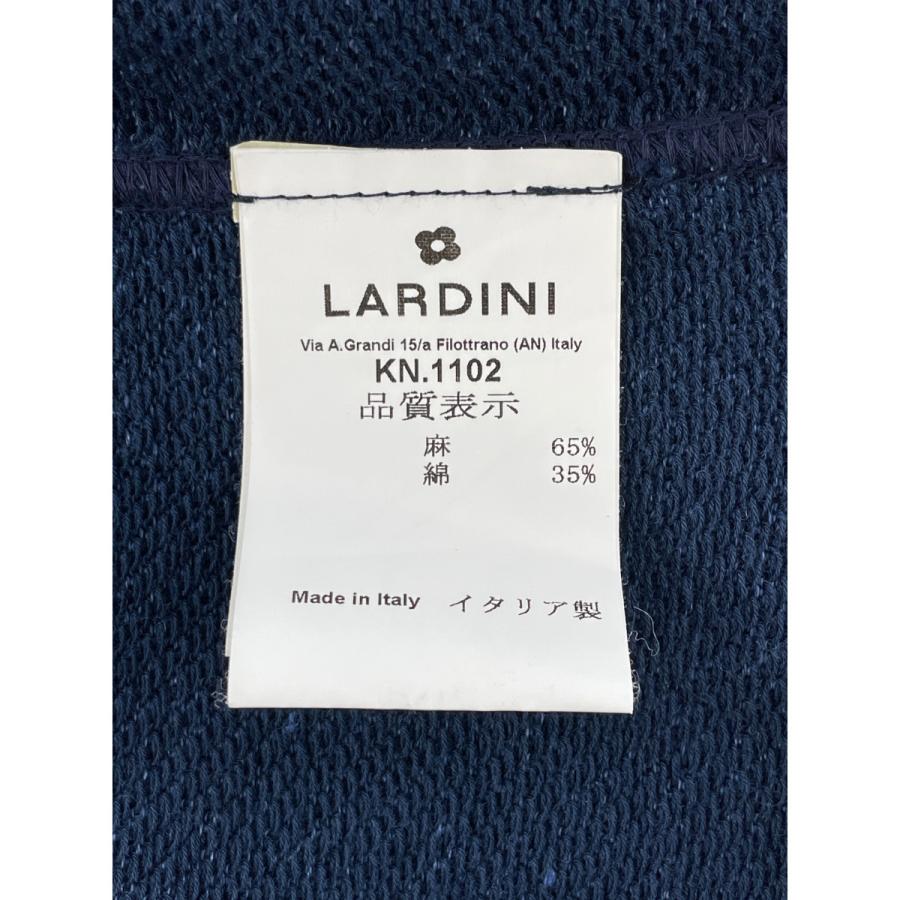 LARDINI
Via A.Grandi 15/a Filottrano (AN) Italy
KN.1102
品質表示
麻 65%
綿 35%
Made in Italy イタリア製